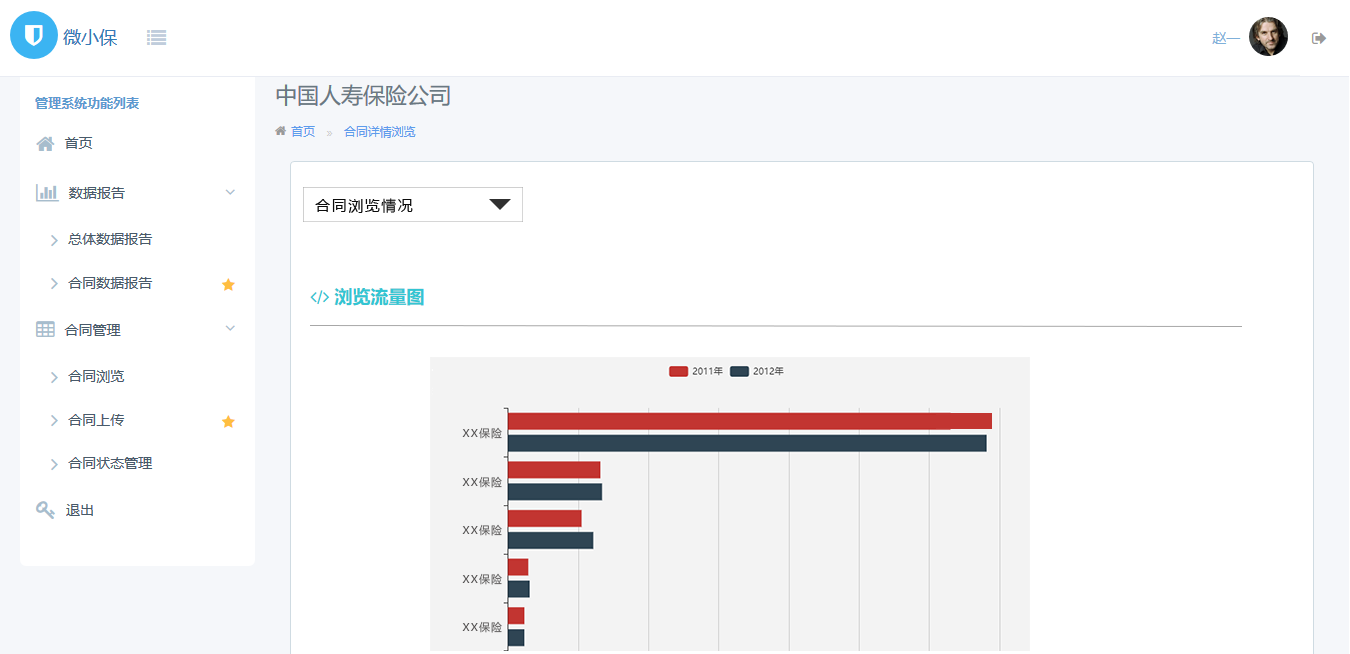 微小保
赵一
管理系统功能列表
首页
数据报告
总体数据报告
合同数据报告
合同管理
合同浏览
合同上传
合同状态管理
退出
中国人寿保险公司
首页 » 合同详情浏览
合同浏览情况
</> 浏览流量图
2011年 2012年
XX保险
XX保险
XX保险
XX保险
XX保险